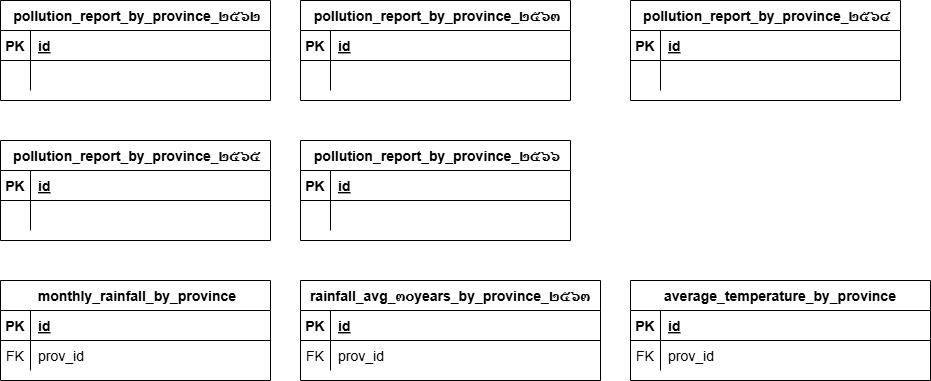 pollution_report_by_province_๒๕๖๒
PK id
pollution_report_by_province_๒๕๖๓
PK id
pollution_report_by_province_๒๕๖๔
PK id
pollution_report_by_province_๒๕๖๕
PK id
pollution_report_by_province_๒๕๖๖
PK id
monthly_rainfall_by_province
PK id
FK prov_id
rainfall_avg_๓๐years_by_province_๒๕๖๓
PK id
FK prov_id
average_temperature_by_province
PK id
FK prov_id